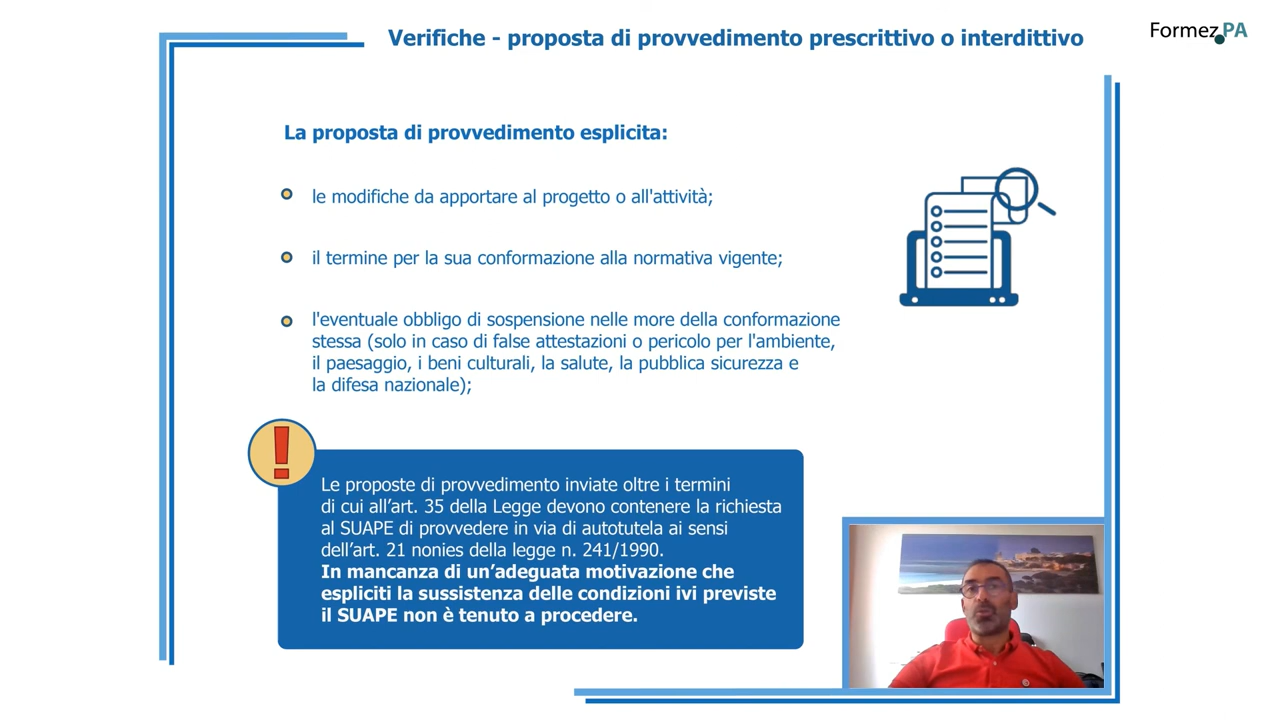 Verifiche - proposta di provvedimento prescrittivo o interdittivo
Formez PA
La proposta di provvedimento esplicita:
le modifiche da apportare al progetto o all'attività;
il termine per la sua conformazione alla normativa vigente;
l'eventuale obbligo di sospensione nelle more della conformazione
stessa (solo in caso di false attestazioni o pericolo per l'ambiente,
il paesaggio, i beni culturali, la salute, la pubblica sicurezza e
la difesa nazionale);
!
Le proposte di provvedimento inviate oltre i termini
di cui all’art. 35 della Legge devono contenere la richiesta
al SUAPE di provvedere in via di autotutela ai sensi
dell’art. 21 nonies della legge n. 241/1990.
In mancanza di un’adeguata motivazione che
espliciti la sussistenza delle condizioni ivi previste
il SUAPE non è tenuto a procedere.